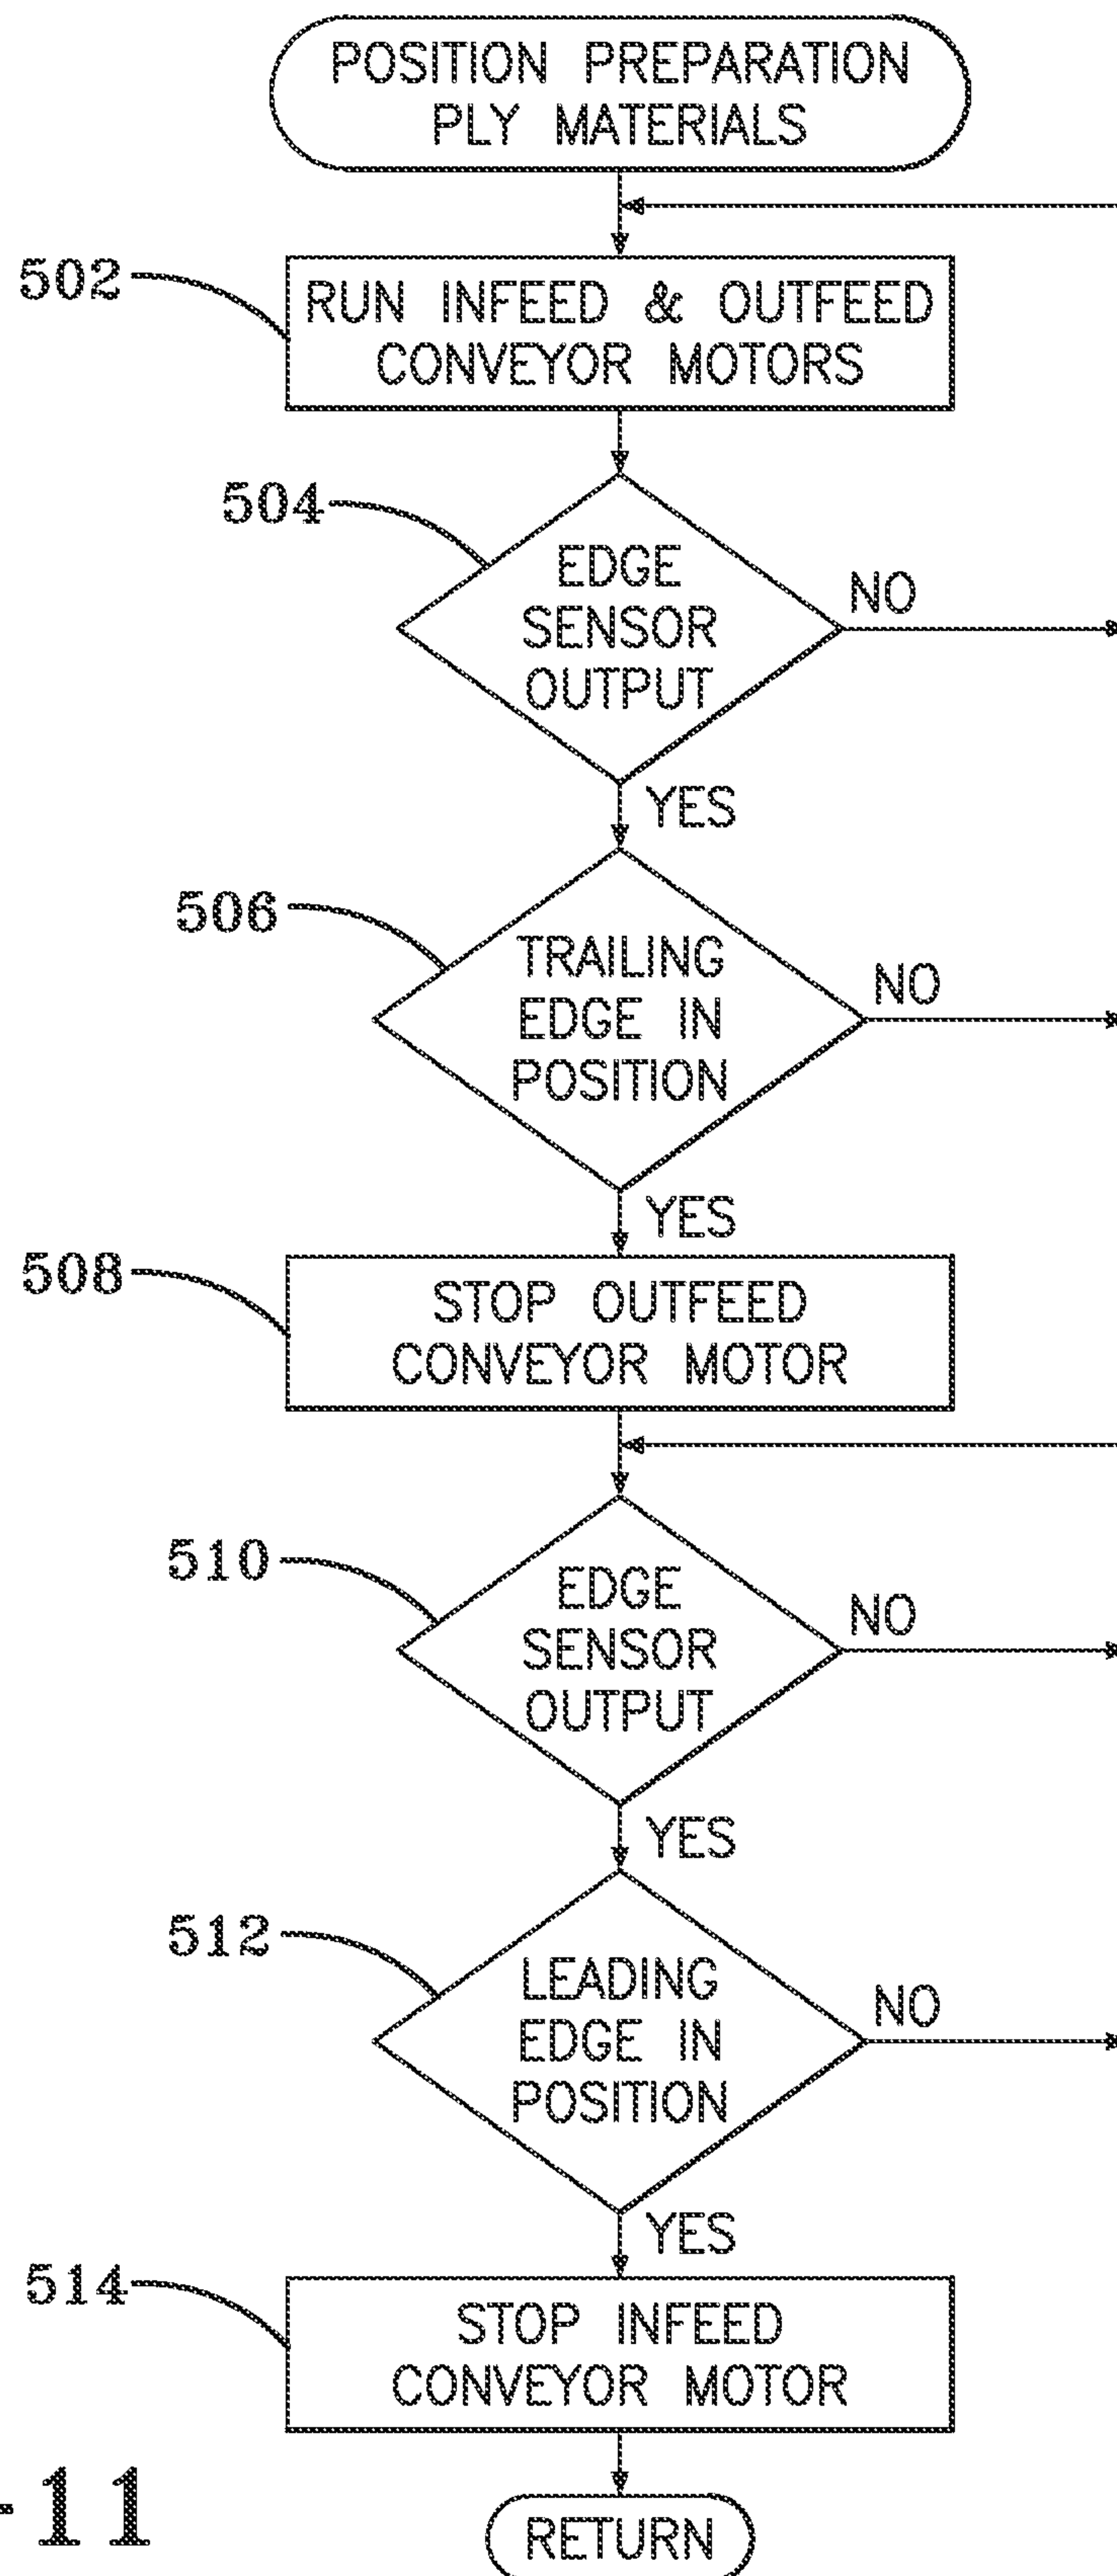 POSITION PREPARATION
PLY MATERIALS
502
RUN INFEED & OUTFEED
CONVEYOR MOTORS
504
EDGE
SENSOR
OUTPUT
NO
YES
506
TRAILING
EDGE IN
POSITION
NO
YES
508
STOP OUTFEED
CONVEYOR MOTOR
510
EDGE
SENSOR
OUTPUT
NO
YES
512
LEADING
EDGE IN
POSITION
NO
YES
514
STOP INFEED
CONVEYOR MOTOR
-11
RETURN